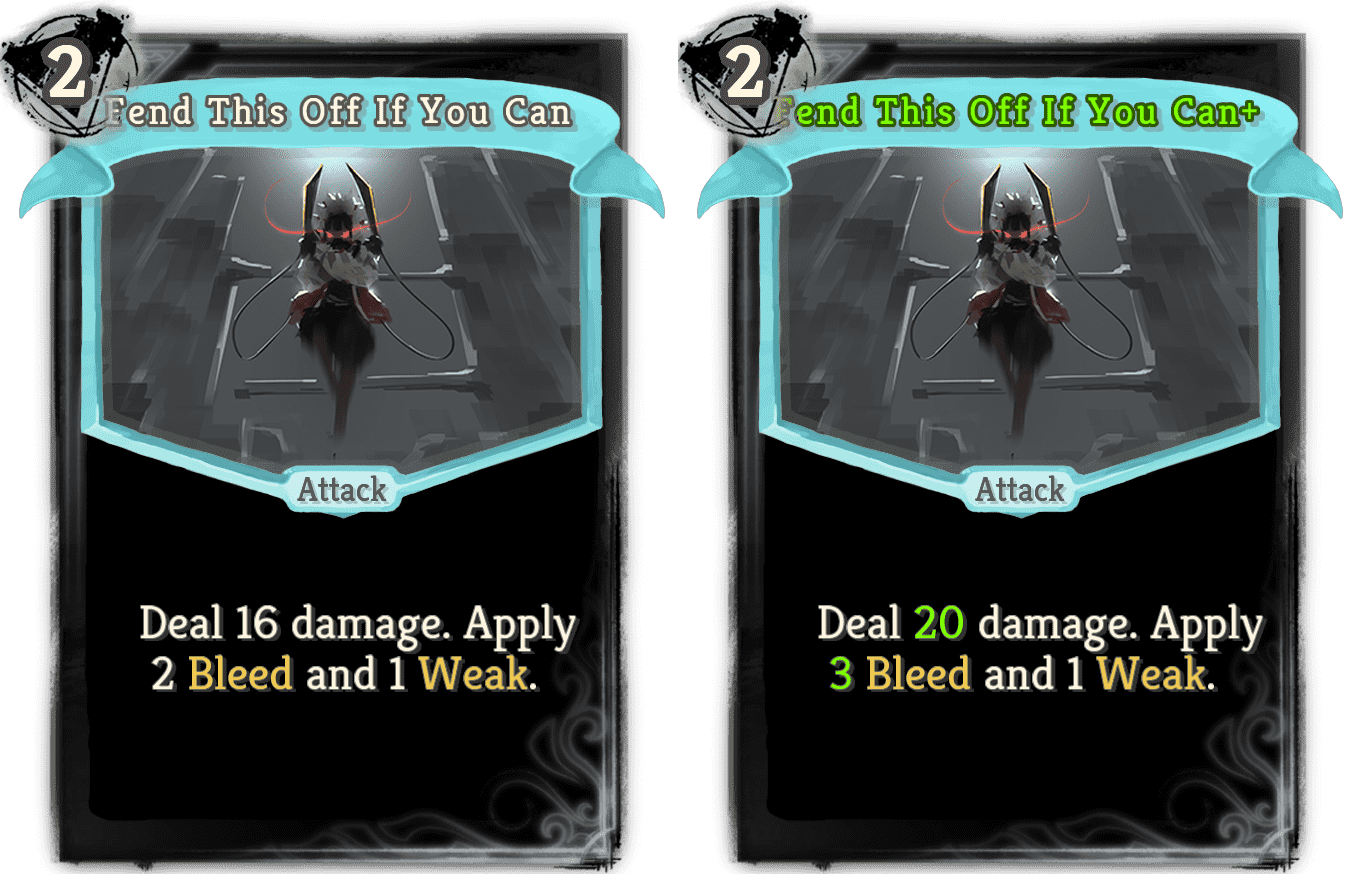 2
Fend This Off If You Can
Attack
Deal 16 damage. Apply
2 Bleed and 1 Weak.
2
Fend This Off If You Can+
Attack
Deal 20 damage. Apply
3 Bleed and 1 Weak.